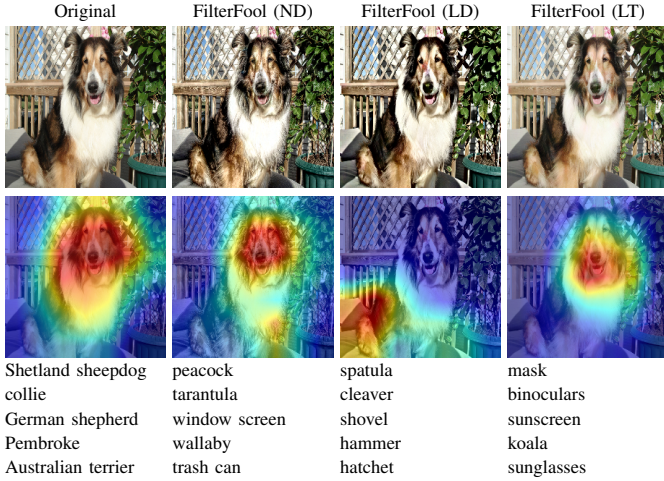 Original FilterFool (ND) FilterFool (LD) FilterFool (LT)
Shetland sheepdog peacock spatula mask
collie tarantula cleaver binoculars
German shepherd window screen shovel sunscreen
Pembroke wallaby hammer koala
Australian terrier trash can hatchet sunglasses